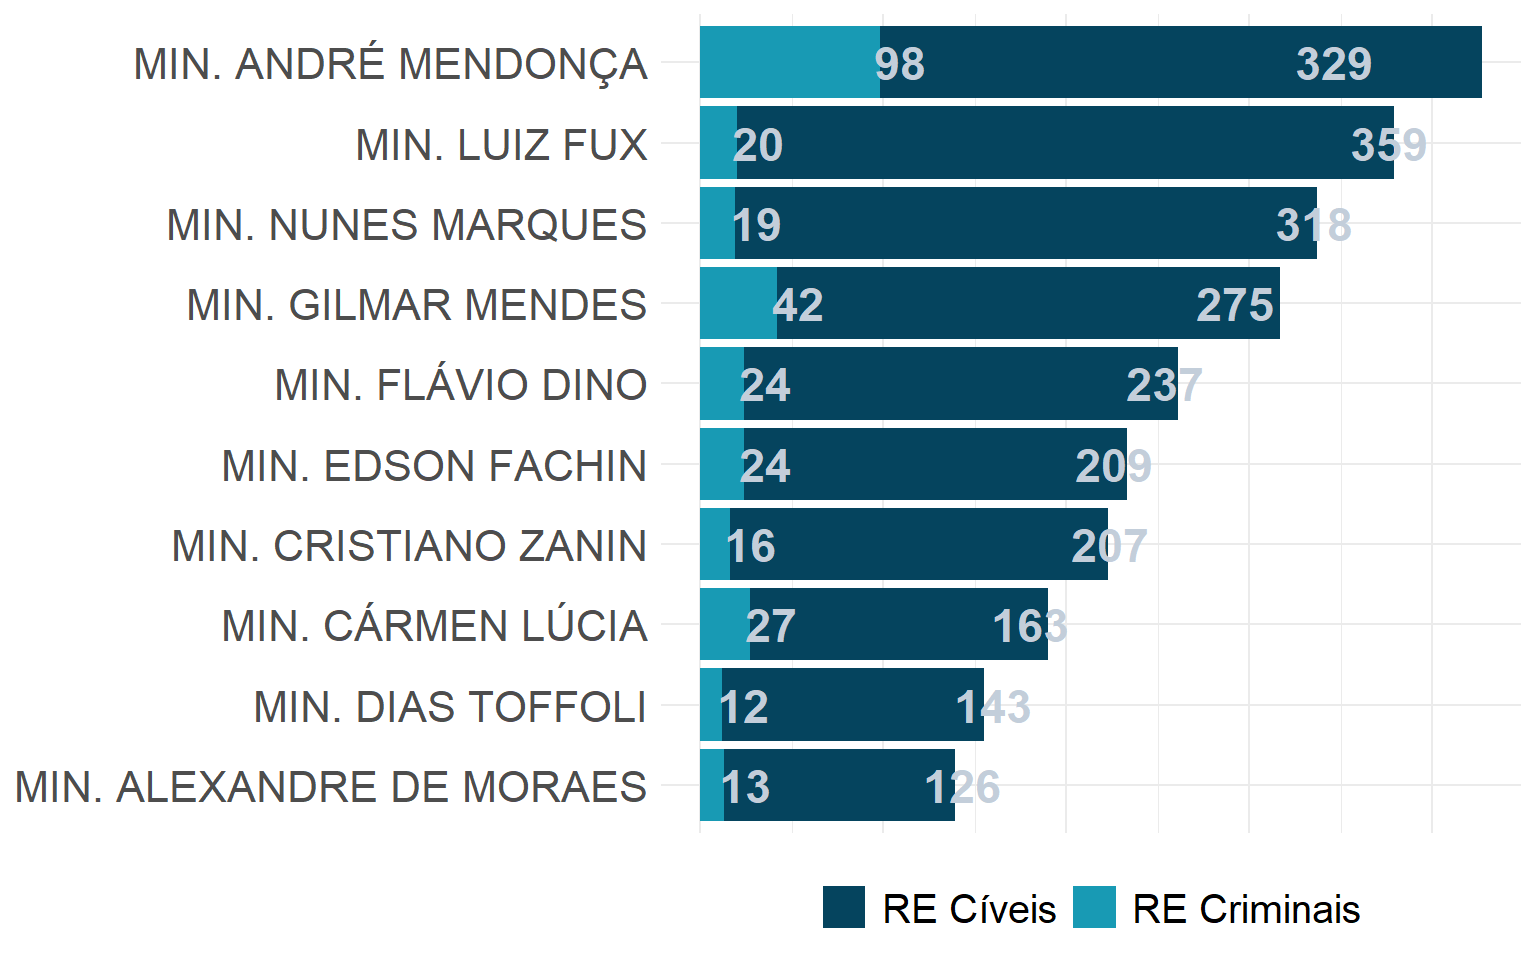 MIN. ANDRÉ MENDONÇA 98 329
MIN. LUIZ FUX 20 359
MIN. NUNES MARQUES 19 318
MIN. GILMAR MENDES 42 275
MIN. FLÁVIO DINO 24 237
MIN. EDSON FACHIN 24 209
MIN. CRISTIANO ZANIN 16 207
MIN. CÁRMEN LÚCIA 27 163
MIN. DIAS TOFFOLI 12 143
MIN. ALEXANDRE DE MORAES 13 126
RE Cíveis RE Criminais